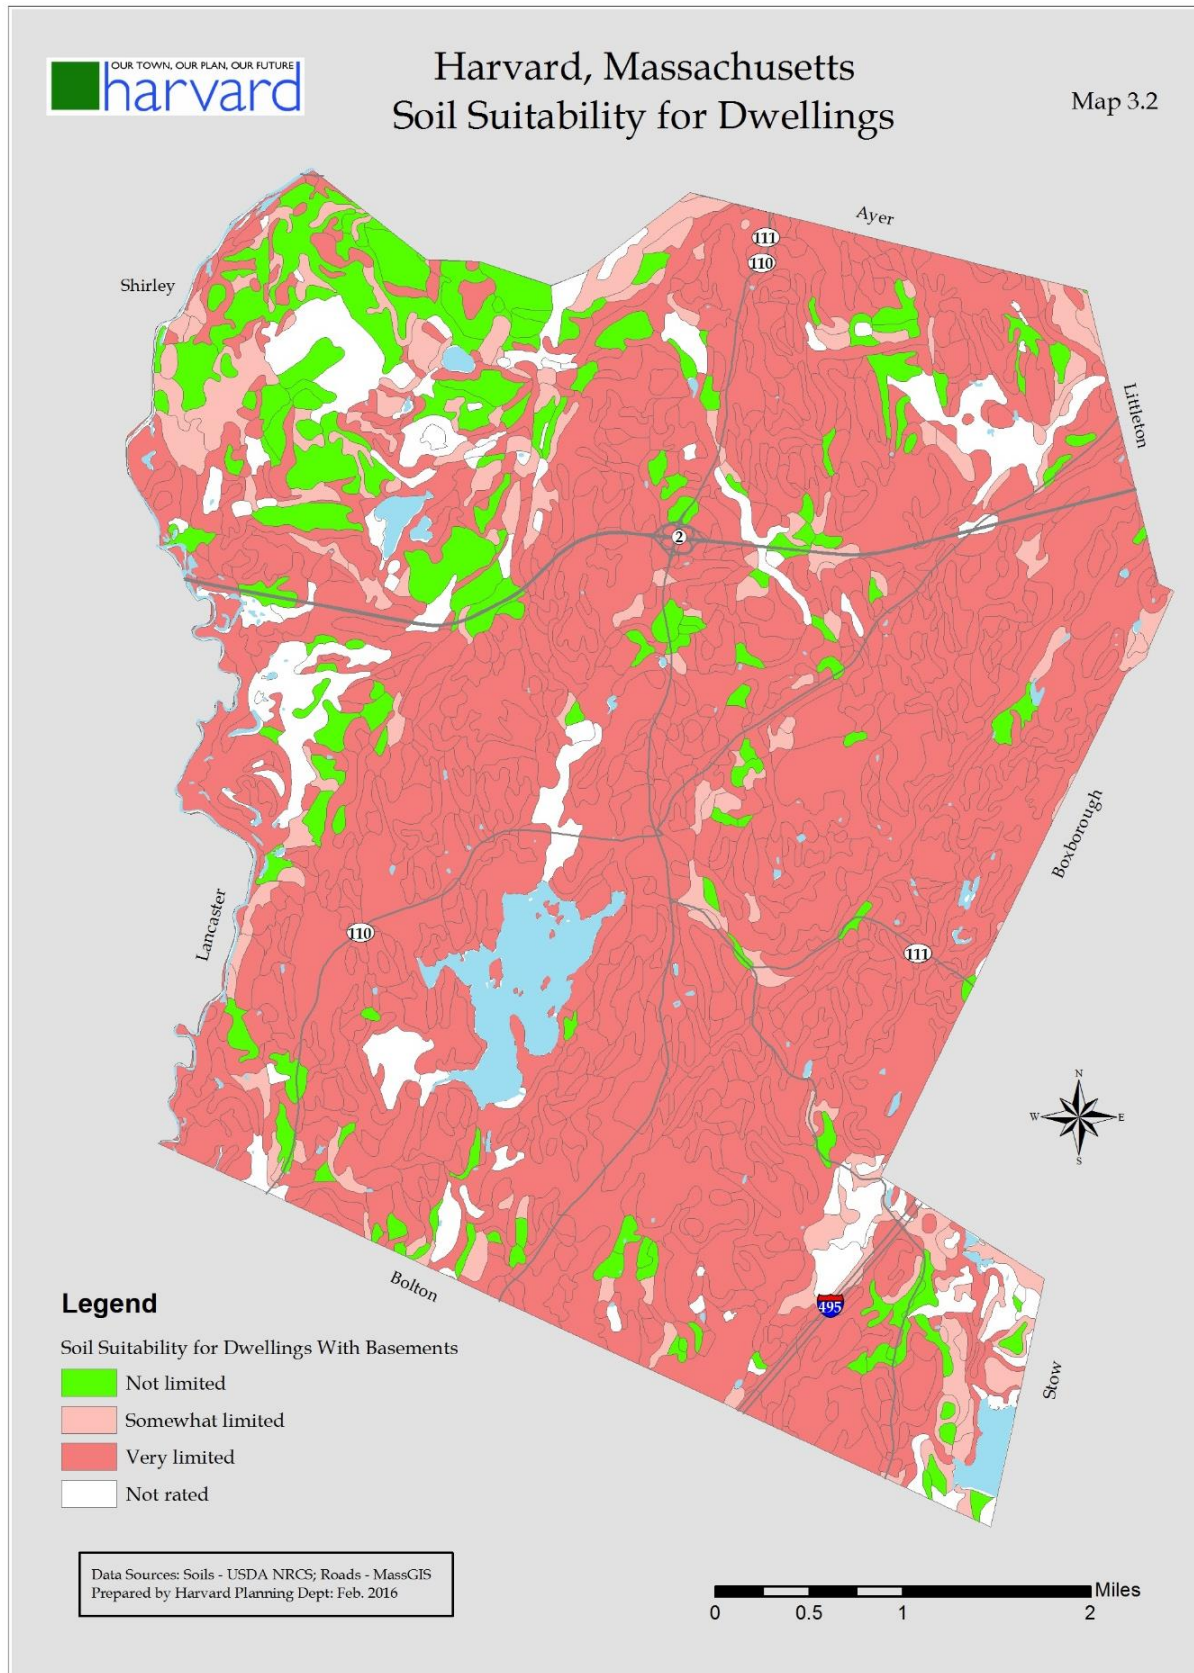 OUR TOWN, OUR PLAN, OUR FUTURE
harvard
Harvard, Massachusetts
Soil Suitability for Dwellings
Map 3.2
Ayer
111
110
Shirley
Littleton
2
Boxborough
Lancaster
110
111
N
W
E
S
Bolton
495
Stow
Legend
Soil Suitability for Dwellings With Basements
Not limited
Somewhat limited
Very limited
Not rated
Data Sources: Soils - USDA NRCS; Roads - MassGIS
Prepared by Harvard Planning Dept: Feb. 2016
Miles
0 0.5 1 2